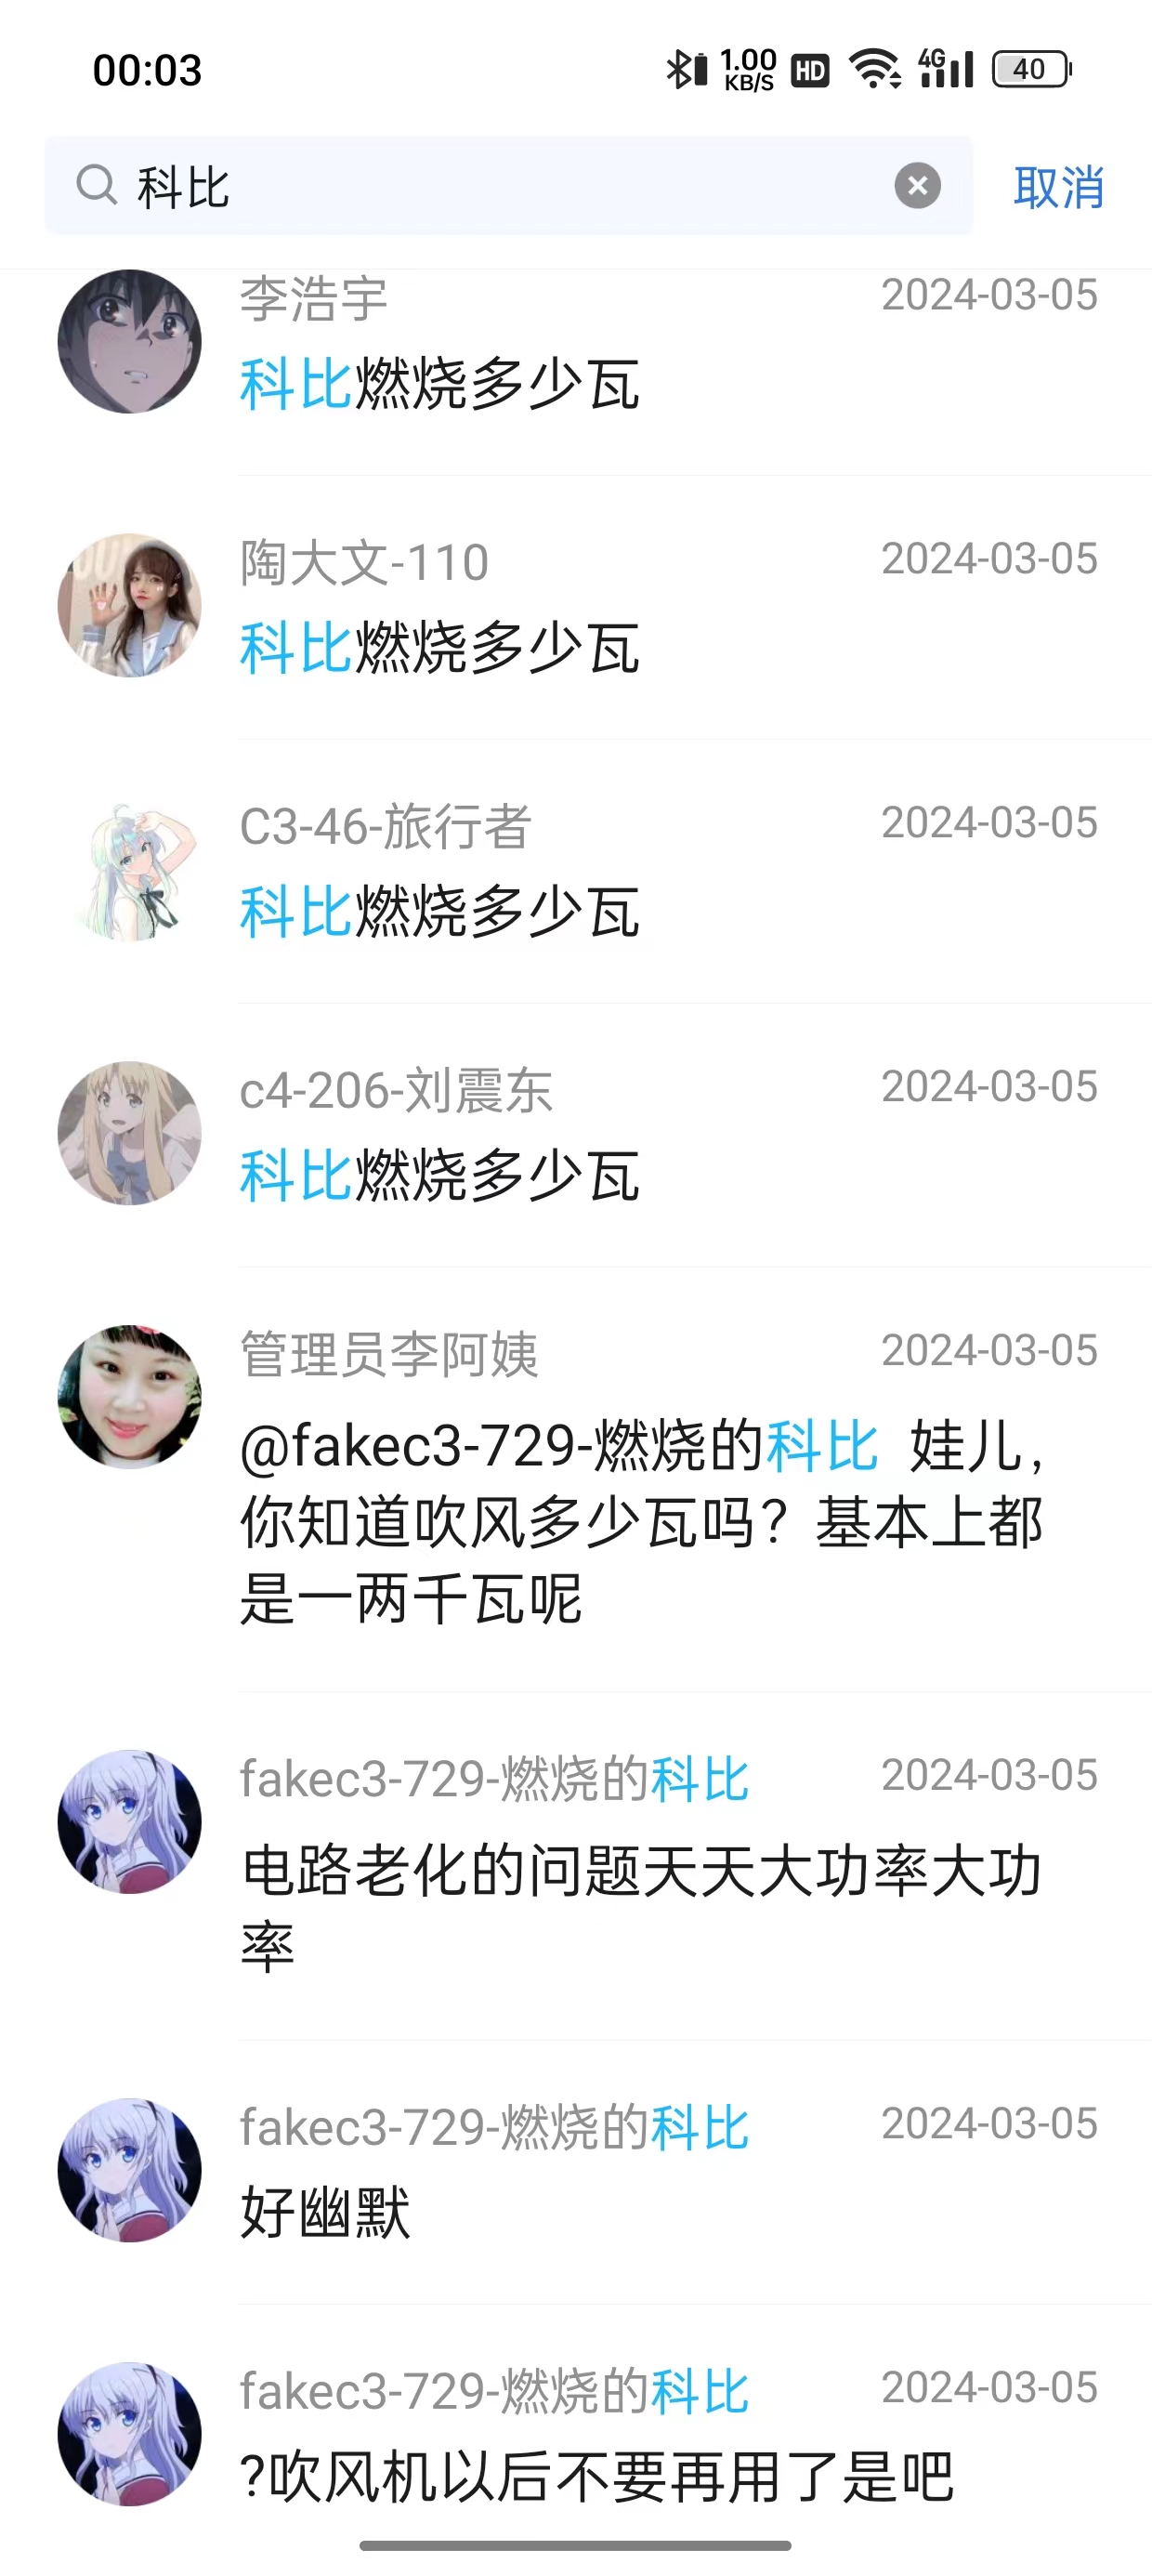 00:03
1.00
KB/S
HD
4G
40
科比
取消
李浩宇
2024-03-05
科比燃烧多少瓦
陶大文-110
2024-03-05
科比燃烧多少瓦
C3-46-旅行者
2024-03-05
科比燃烧多少瓦
c4-206-刘震东
2024-03-05
科比燃烧多少瓦
管理员李阿姨
2024-03-05
@fakec3-729-燃烧的科比 娃儿，
你知道吹风多少瓦吗？基本上都
是一两千瓦呢
fakec3-729-燃烧的科比
2024-03-05
电路老化的问题天天大功率大功
率
fakec3-729-燃烧的科比
2024-03-05
好幽默
fakec3-729-燃烧的科比
2024-03-05
?吹风机以后不要再用了是吧